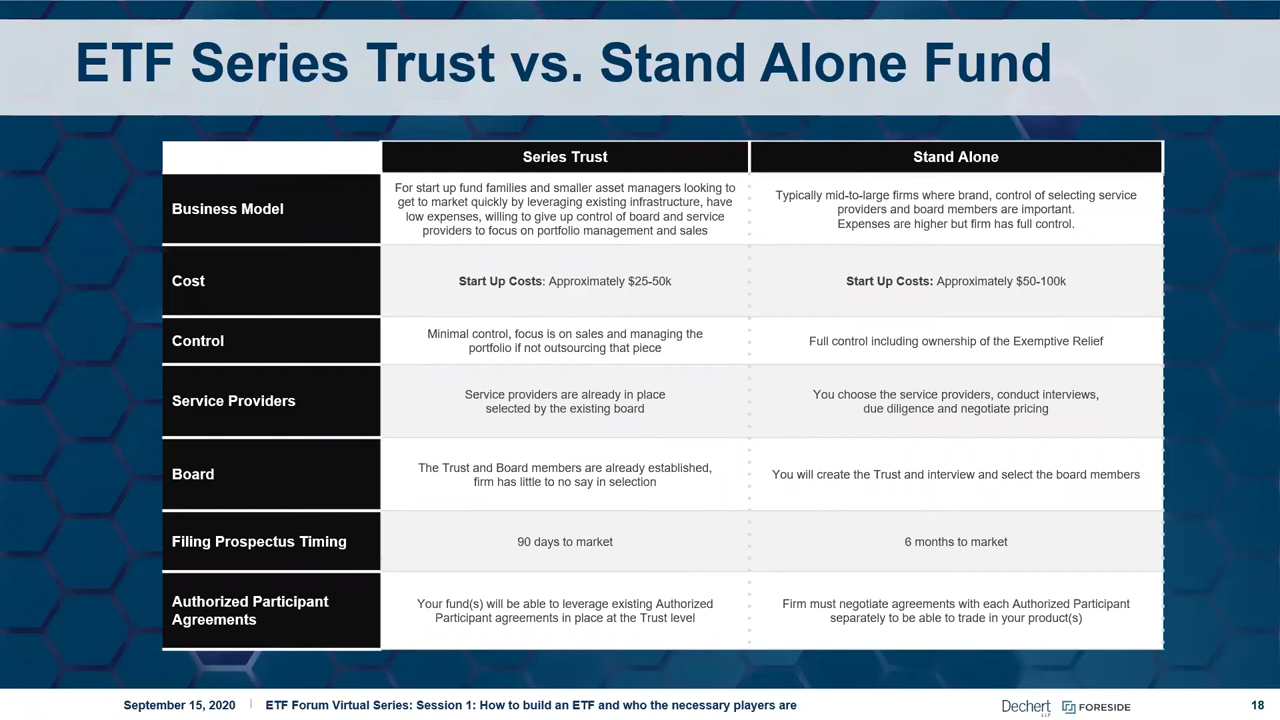 ETF Series Trust vs. Stand Alone Fund
Series Trust
Stand Alone
Business Model
For start up fund families and smaller asset managers looking to
get to market quickly by leveraging existing infrastructure, have
low expenses, willing to give up control of board and service
providers to focus on portfolio management and sales
Typically mid-to-large firms where brand, control of selecting service
providers and board members are important.
Expenses are higher but firm has full control.
Cost
Start Up Costs: Approximately $25-50k
Start Up Costs: Approximately $50-100k
Control
Minimal control, focus is on sales and managing the
portfolio if not outsourcing that piece
Full control including ownership of the Exemptive Relief
Service Providers
Service providers are already in place
selected by the existing board
You choose the service providers, conduct interviews,
due diligence and negotiate pricing
Board
The Trust and Board members are already established,
firm has little to no say in selection
You will create the Trust and interview and select the board members
Filing Prospectus Timing
90 days to market
6 months to market
Authorized Participant
Agreements
Your fund(s) will be able to leverage existing Authorized
Participant agreements in place at the Trust level
Firm must negotiate agreements with each Authorized Participant
separately to be able to trade in your product(s)
September 15, 2020 | ETF Forum Virtual Series: Session 1: How to build an ETF and who the necessary players are
Dechert
LLP
FORESIDE
18